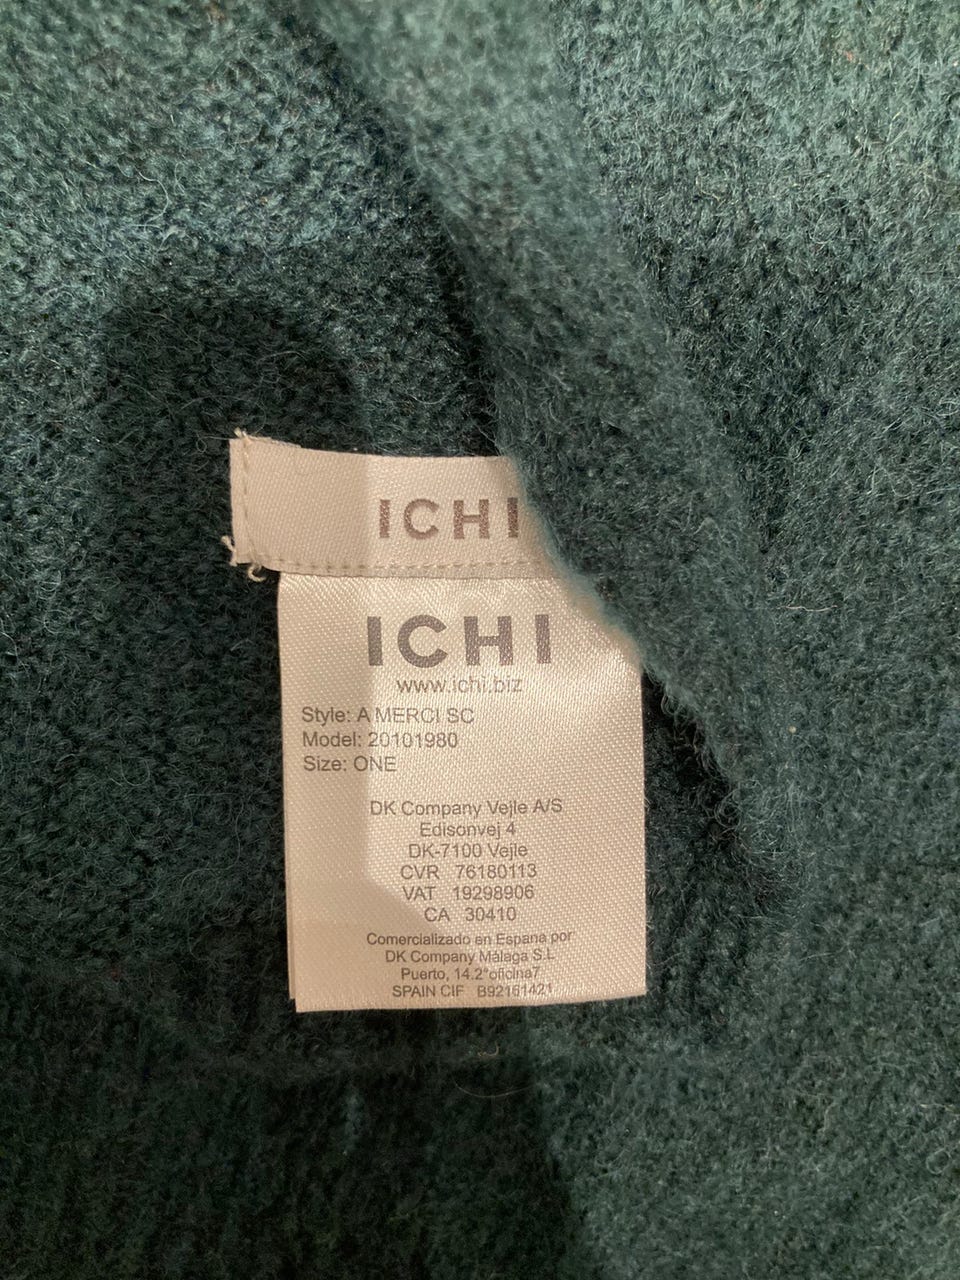 ICHI
ICHI
www.ichi.biz
Style: A MERCI SC
Model: 20101980
Size: ONE
DK Company Vejle A/S
Edisonvej 4
DK-7100 Vejle
CVR 76180113
VAT 19298906
CA 30410
Comercializado en Espana por
DK Company Málaga S.L
Puerto, 14.2°oficina7
SPAIN CIF B92161421